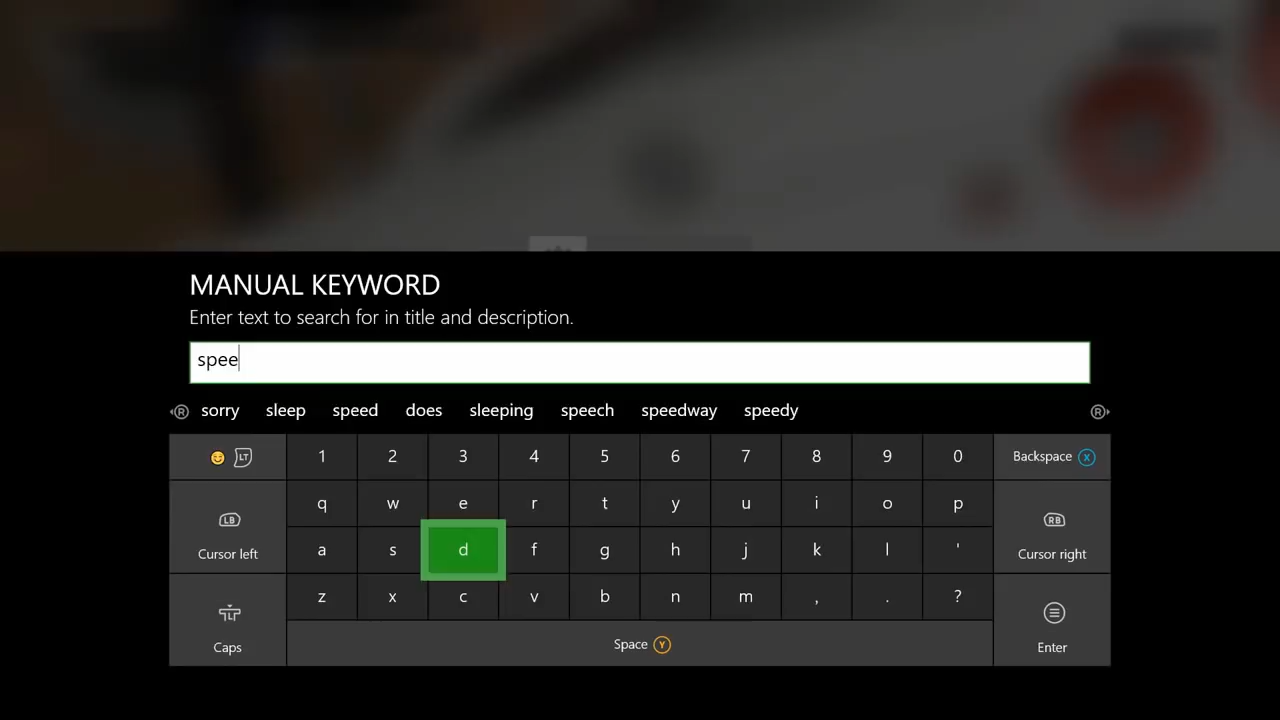 MANUAL KEYWORD
Enter text to search for in title and description.
spee
R sorry sleep speed does sleeping speech speedway speedy R
LT 1 2 3 4 5 6 7 8 9 0 Backspace X
q w e r t y u i o p
LB RB
Cursor left a s d f g h j k l ' Cursor right
z x c v b n m , . ?
Caps Space Y Enter